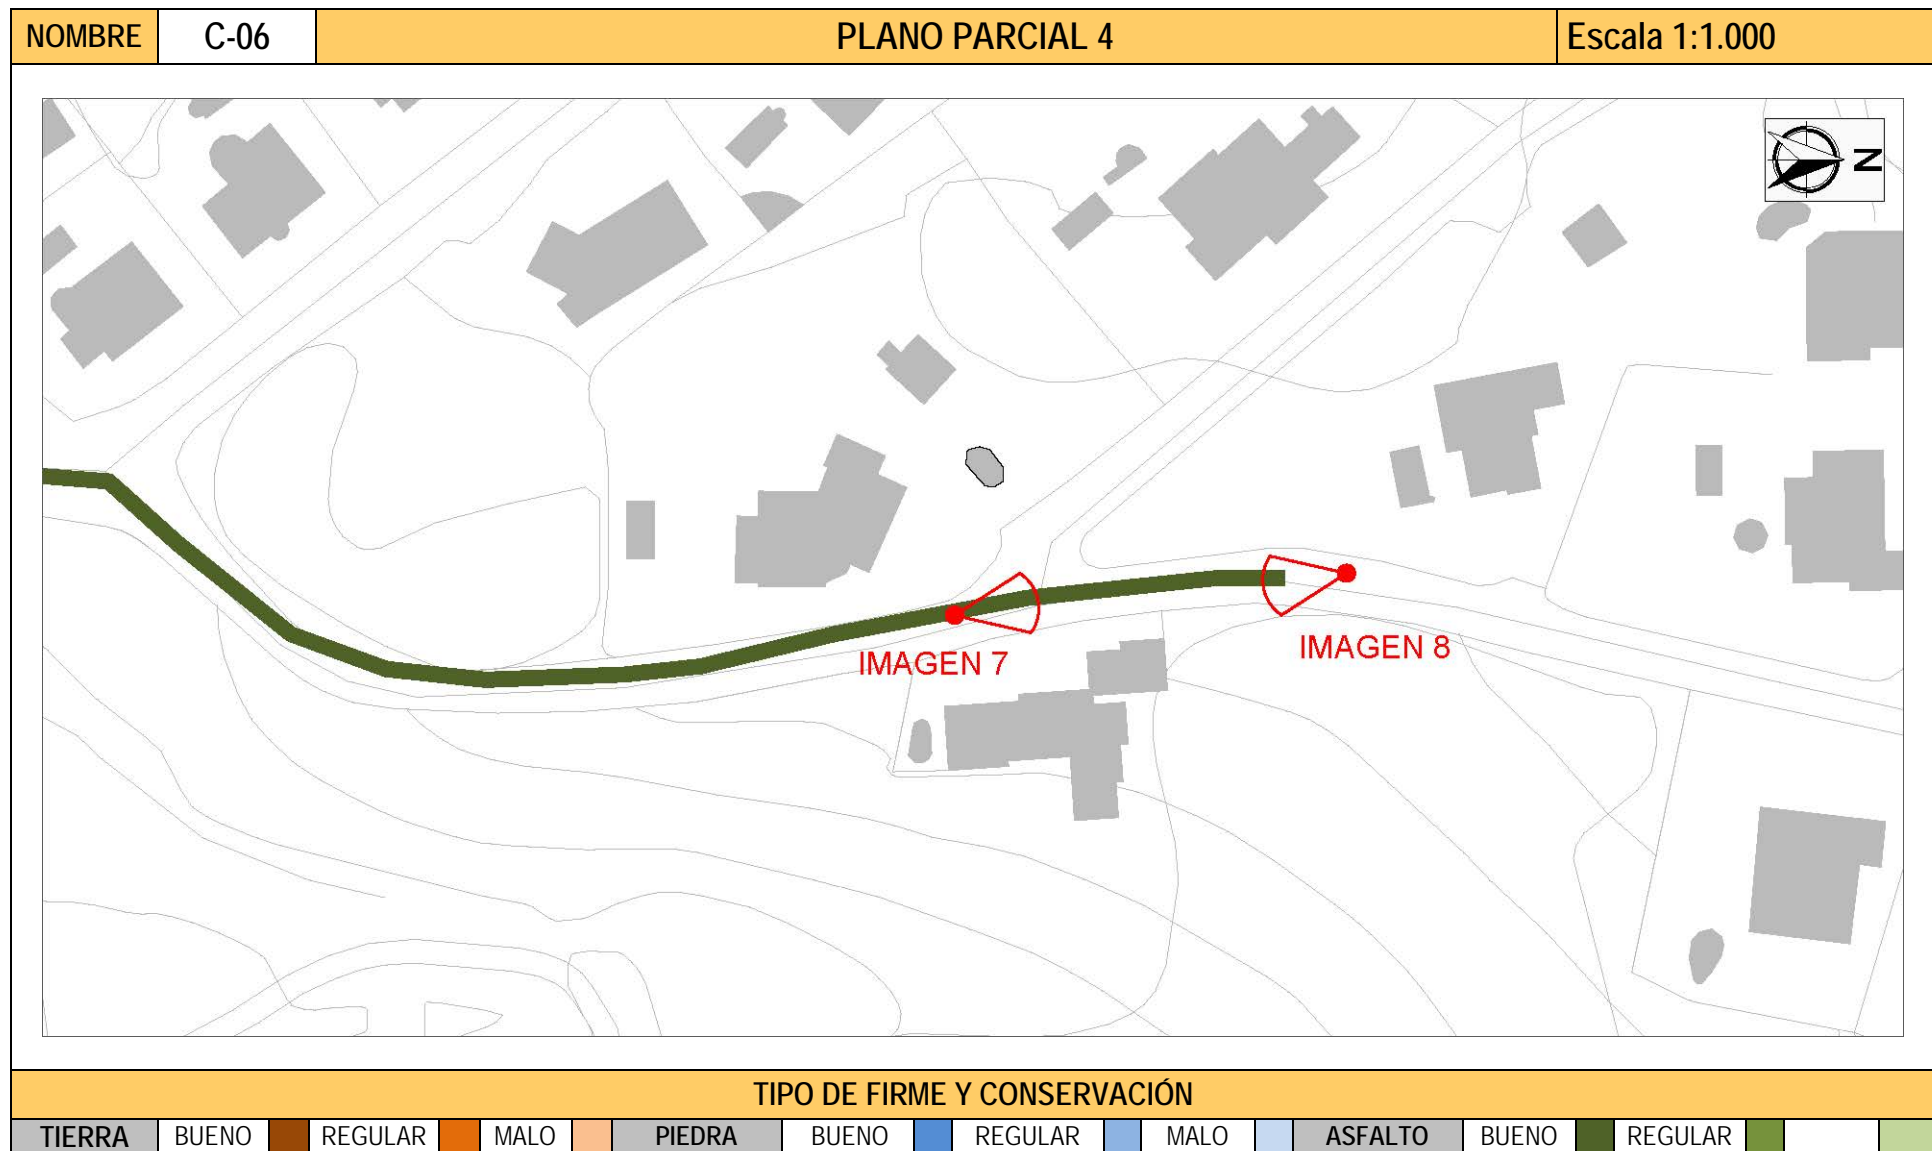 NOMBRE C-06 PLANO PARCIAL 4 Escala 1:1.000
N
IMAGEN 7
IMAGEN 8
TIPO DE FIRME Y CONSERVACIÓN
TIERRA BUENO REGULAR MALO PIEDRA BUENO REGULAR MALO ASFALTO BUENO REGULAR